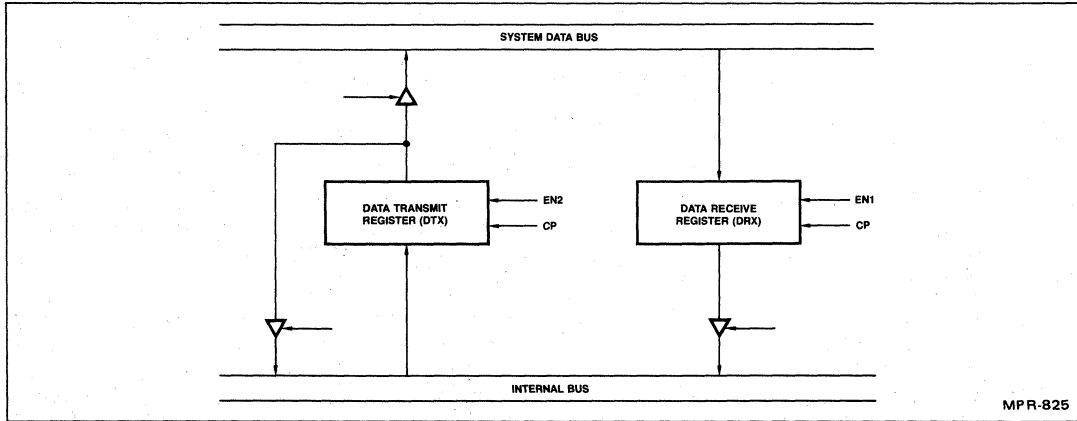 SYSTEM DATA BUS
DATA TRANSMIT
REGISTER (DTX)
EN2
CP
DATA RECEIVE
REGISTER (DRX)
EN1
CP
INTERNAL BUS
MPR-825